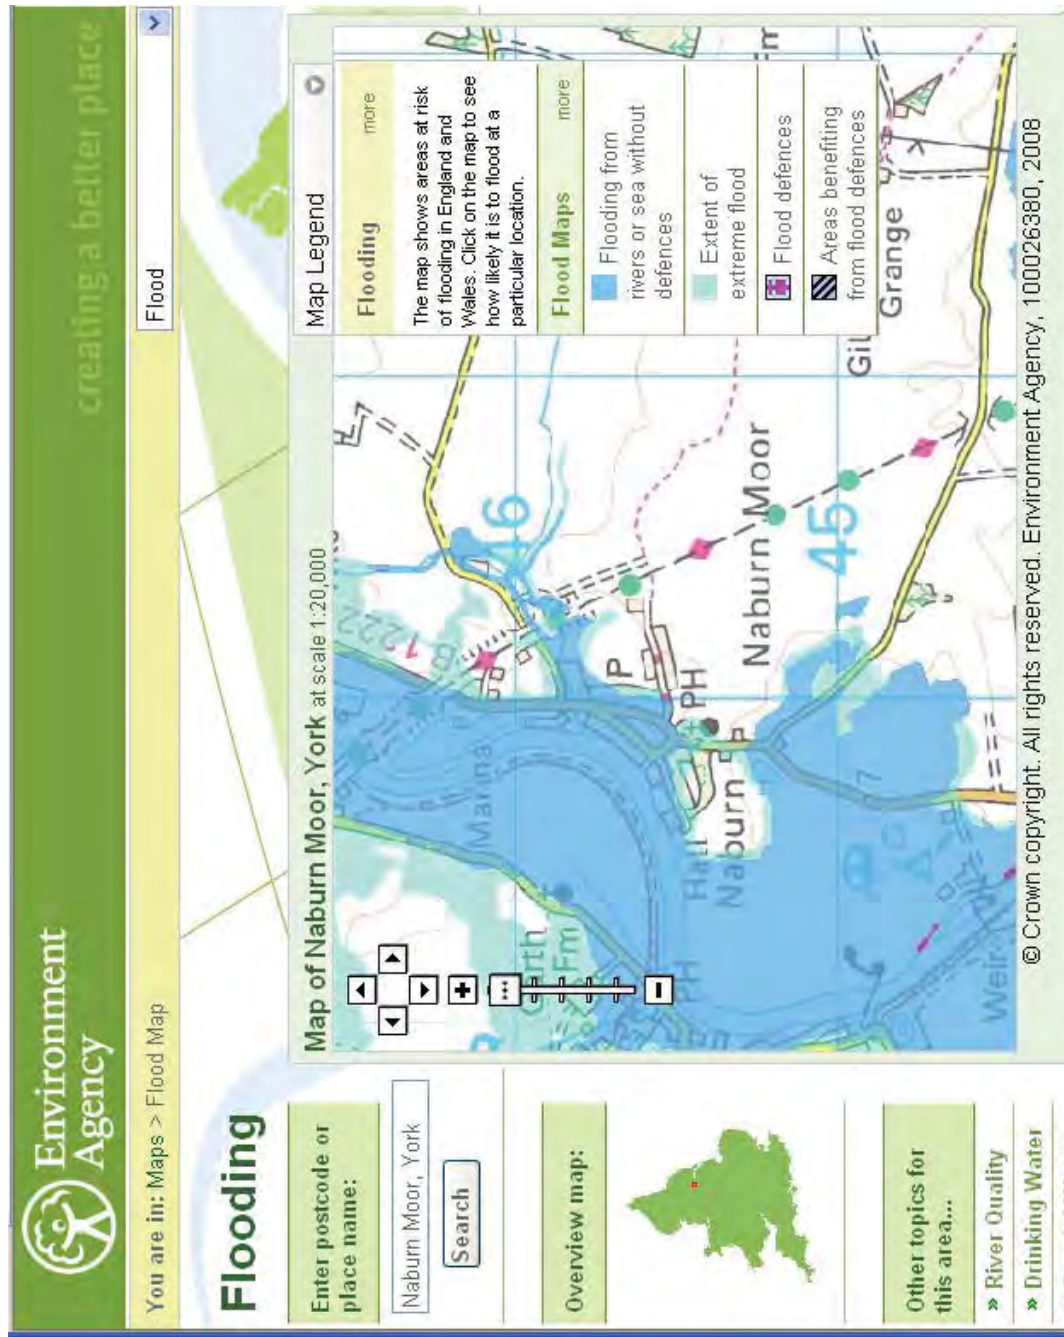 Environment
Agency
creating a better place
You are in: Maps > Flood Map
Flood
Flooding
Enter postcode or
place name:
Naburn Moor, York
Search
Overview map:
Other topics for
this area...
» River Quality
» Drinking Water
Map of Naburn Moor, York at scale 1:20,000
Map Legend
Flooding more
The map shows areas at risk
of flooding in England and
Wales. Click on the map to see
how likely it is to flood at a
particular location.
Flood Maps more
Flooding from
rivers or sea without
defences
Extent of
extreme flood
Flood defences
Areas benefiting
from flood defences
Marina
B 1222
46
Fm
P
PH
PH
Hall
Naburn
Naburn Moor
45
Grange
Weir
© Crown copyright. All rights reserved. Environment Agency, 100026380, 2008